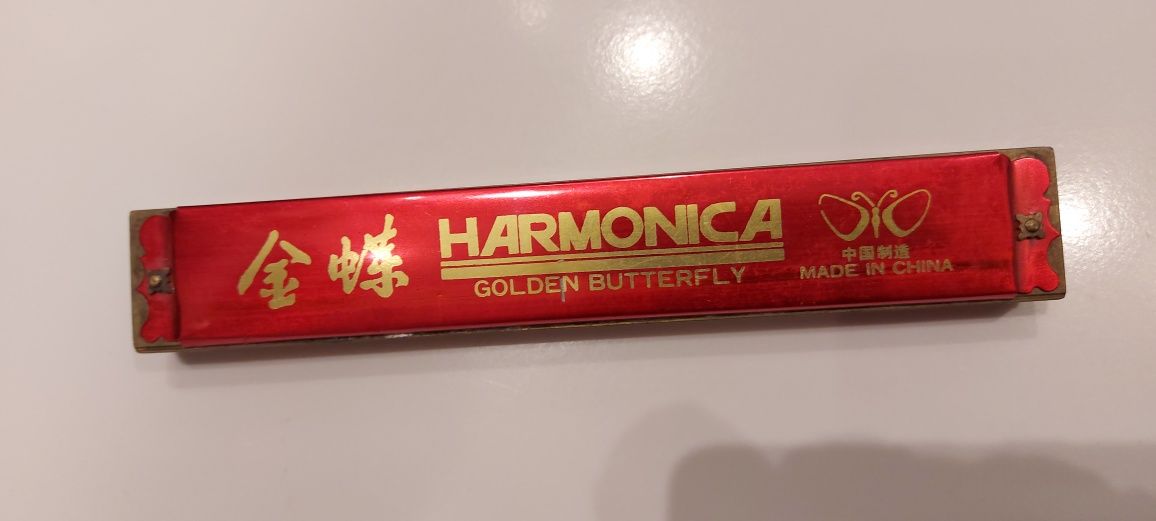 金蝶
HARMONICA
GOLDEN BUTTERFLY
中国制造
MADE IN CHINA